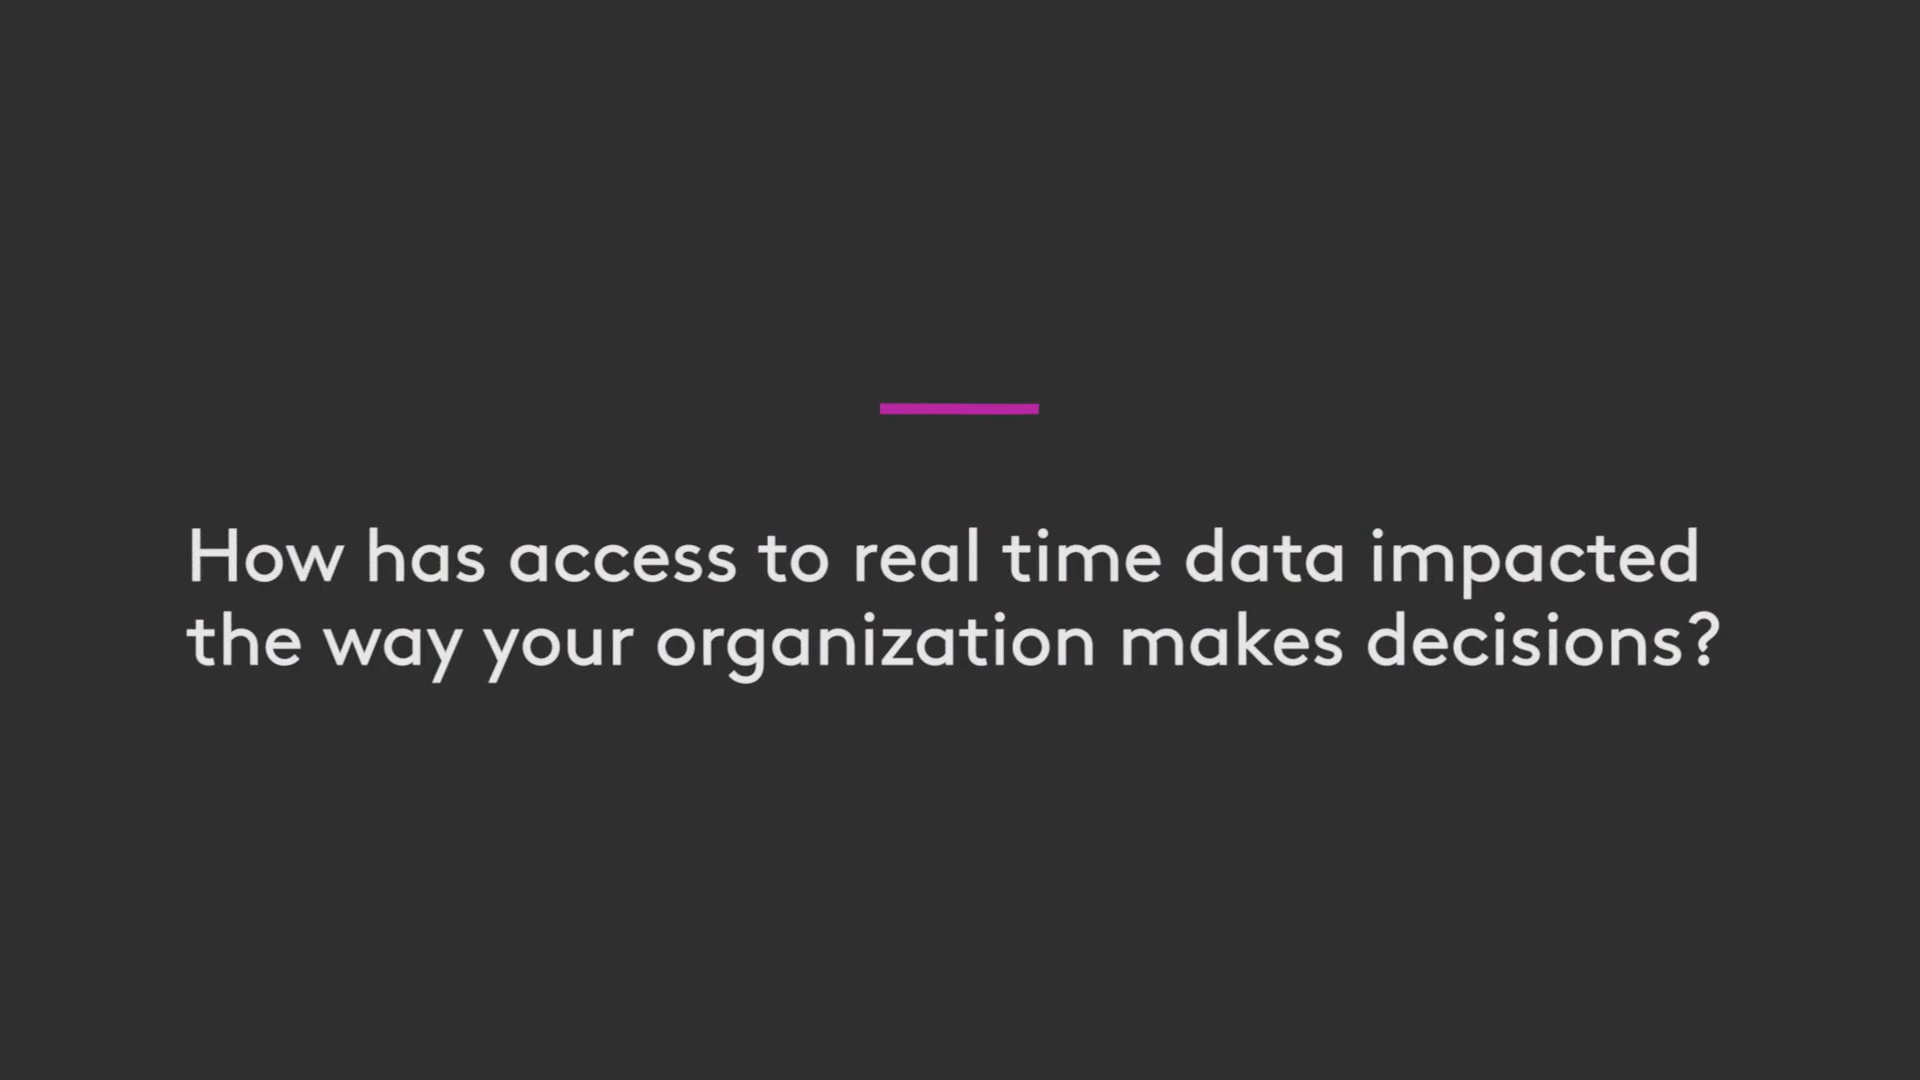 How has access to real time data impacted
the way your organization makes decisions?